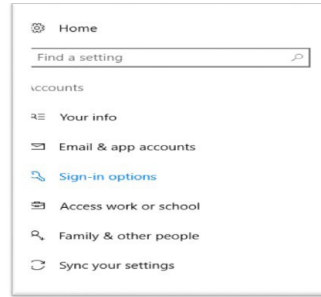 Home
Find a setting
Accounts
Your info
Email & app accounts
Sign-in options
Access work or school
Family & other people
Sync your settings